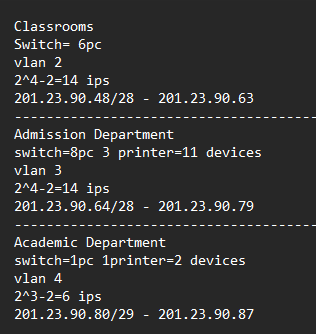 Classrooms
Switch= 6pc
vlan 2
2^4-2=14 ips
201.23.90.48/28 - 201.23.90.63
----------------------------------------
Admission Department
switch=8pc 3 printer=11 devices
vlan 3
2^4-2=14 ips
201.23.90.64/28 - 201.23.90.79
----------------------------------------
Academic Department
switch=1pc 1printer=2 devices
vlan 4
2^3-2=6 ips
201.23.90.80/29 - 201.23.90.87